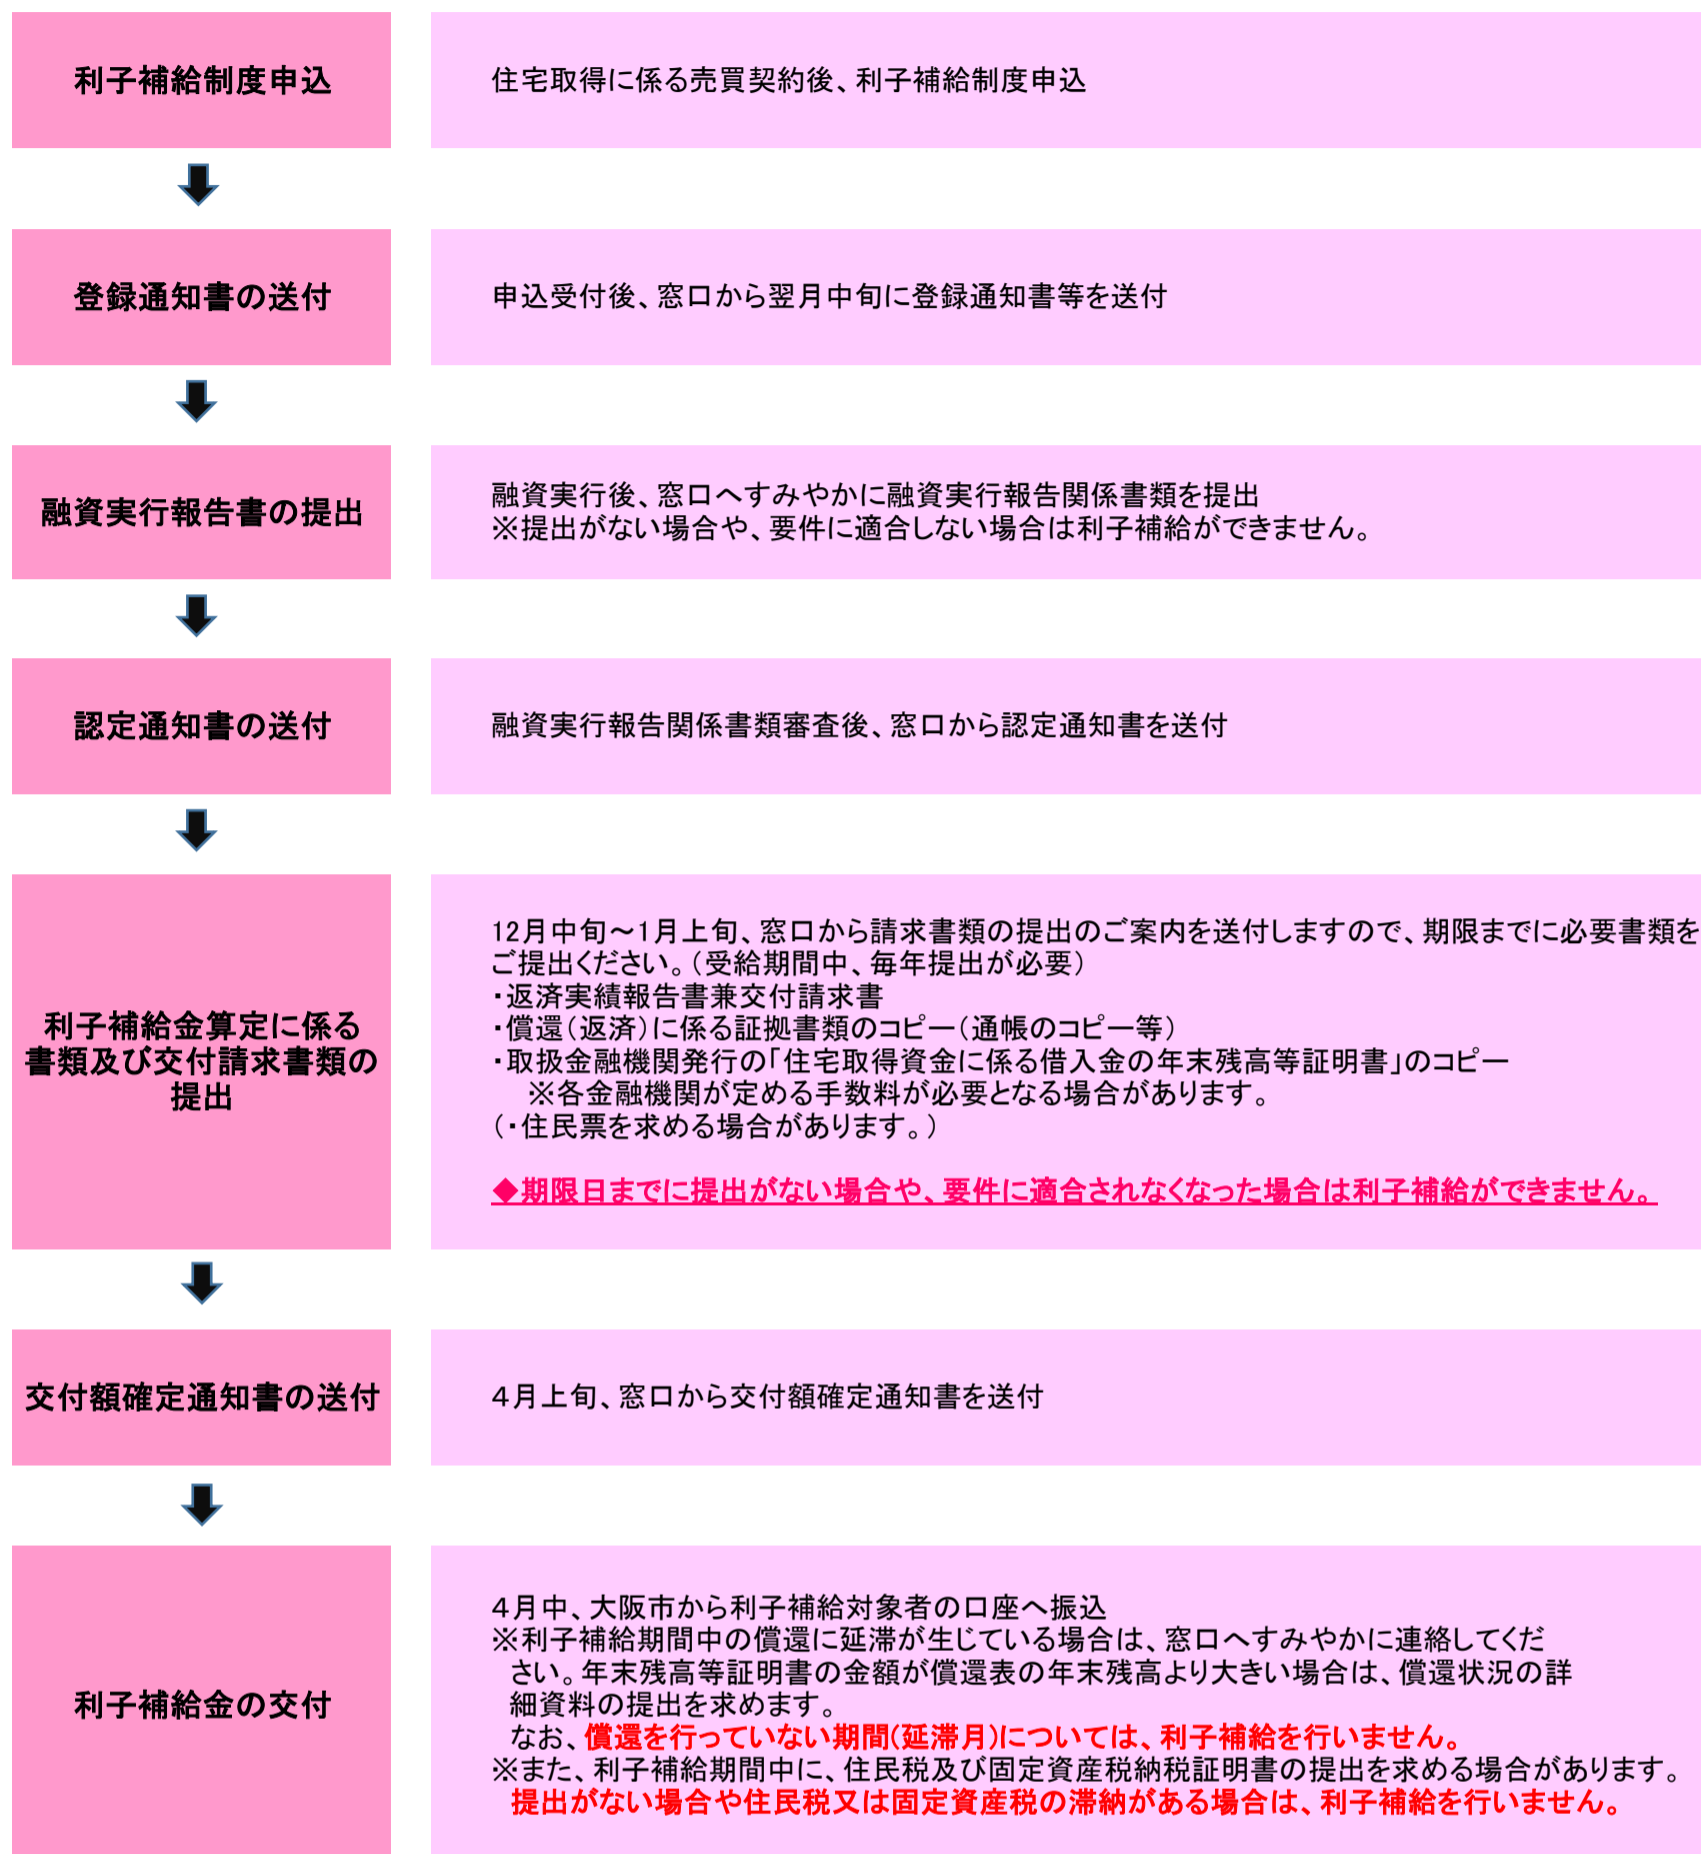 利子補給制度申込
住宅取得に係る売買契約後、利子補給制度申込
登録通知書の送付
申込受付後、窓口から翌月中旬に登録通知書等を送付
融資実行報告書の提出
融資実行後、窓口へすみやかに融資実行報告関係書類を提出
※提出がない場合や、要件に適合しない場合は利子補給ができません。
認定通知書の送付
融資実行報告関係書類審査後、窓口から認定通知書を送付
利子補給金算定に係る
書類及び交付請求書類の
提出
12月中旬～1月上旬、窓口から請求書類の提出のご案内を送付しますので、期限までに必要書類を
ご提出ください。（受給期間中、毎年提出が必要）
・返済実績報告書兼交付請求書
・償還（返済）に係る証拠書類のコピー（通帳のコピー等）
・取扱金融機関発行の「住宅取得資金に係る借入金の年末残高等証明書」のコピー
※各金融機関が定める手数料が必要となる場合があります。
（・住民票を求める場合があります。）
◆期限日までに提出がない場合や、要件に適合されなくなった場合は利子補給ができません。
交付額確定通知書の送付
４月上旬、窓口から交付額確定通知書を送付
利子補給金の交付
４月中、大阪市から利子補給対象者の口座へ振込
※利子補給期間中の償還に延滞が生じている場合は、窓口へすみやかに連絡してくだ
さい。年末残高等証明書の金額が償還表の年末残高より大きい場合は、償還状況の詳
細資料の提出を求めます。
なお、償還を行っていない期間(延滞月)については、利子補給を行いません。
※また、利子補給期間中に、住民税及び固定資産税納税証明書の提出を求める場合があります。
提出がない場合や住民税又は固定資産税の滞納がある場合は、利子補給を行いません。